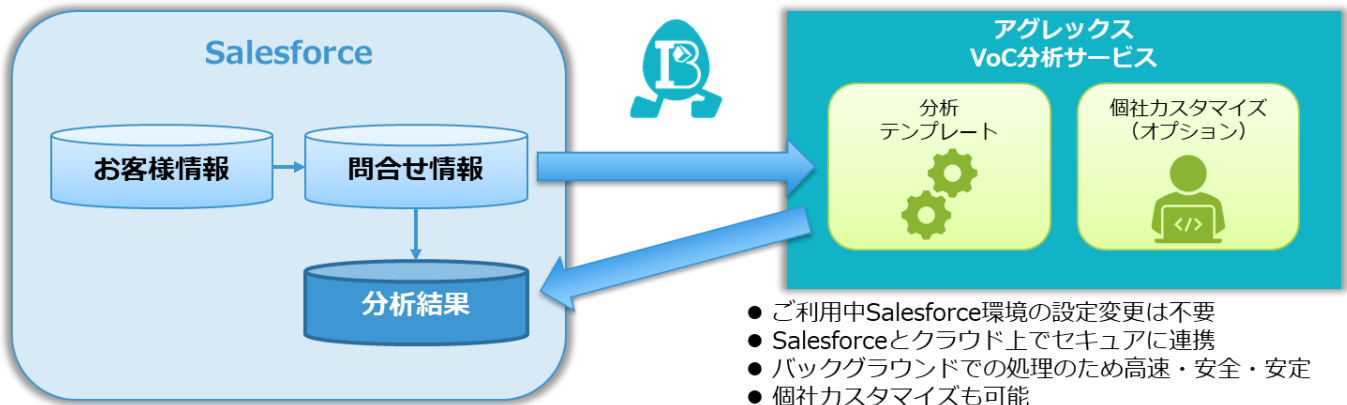 Salesforce
お客様情報
問合せ情報
分析結果
アグレックス
VoC分析サービス
分析
テンプレート
個社カスタマイズ
（オプション）
</>
● ご利用中Salesforce環境の設定変更は不要
● Salesforceとクラウド上でセキュアに連携
● バックグラウンドでの処理のため高速・安全・安定
● 個社カスタマイズも可能